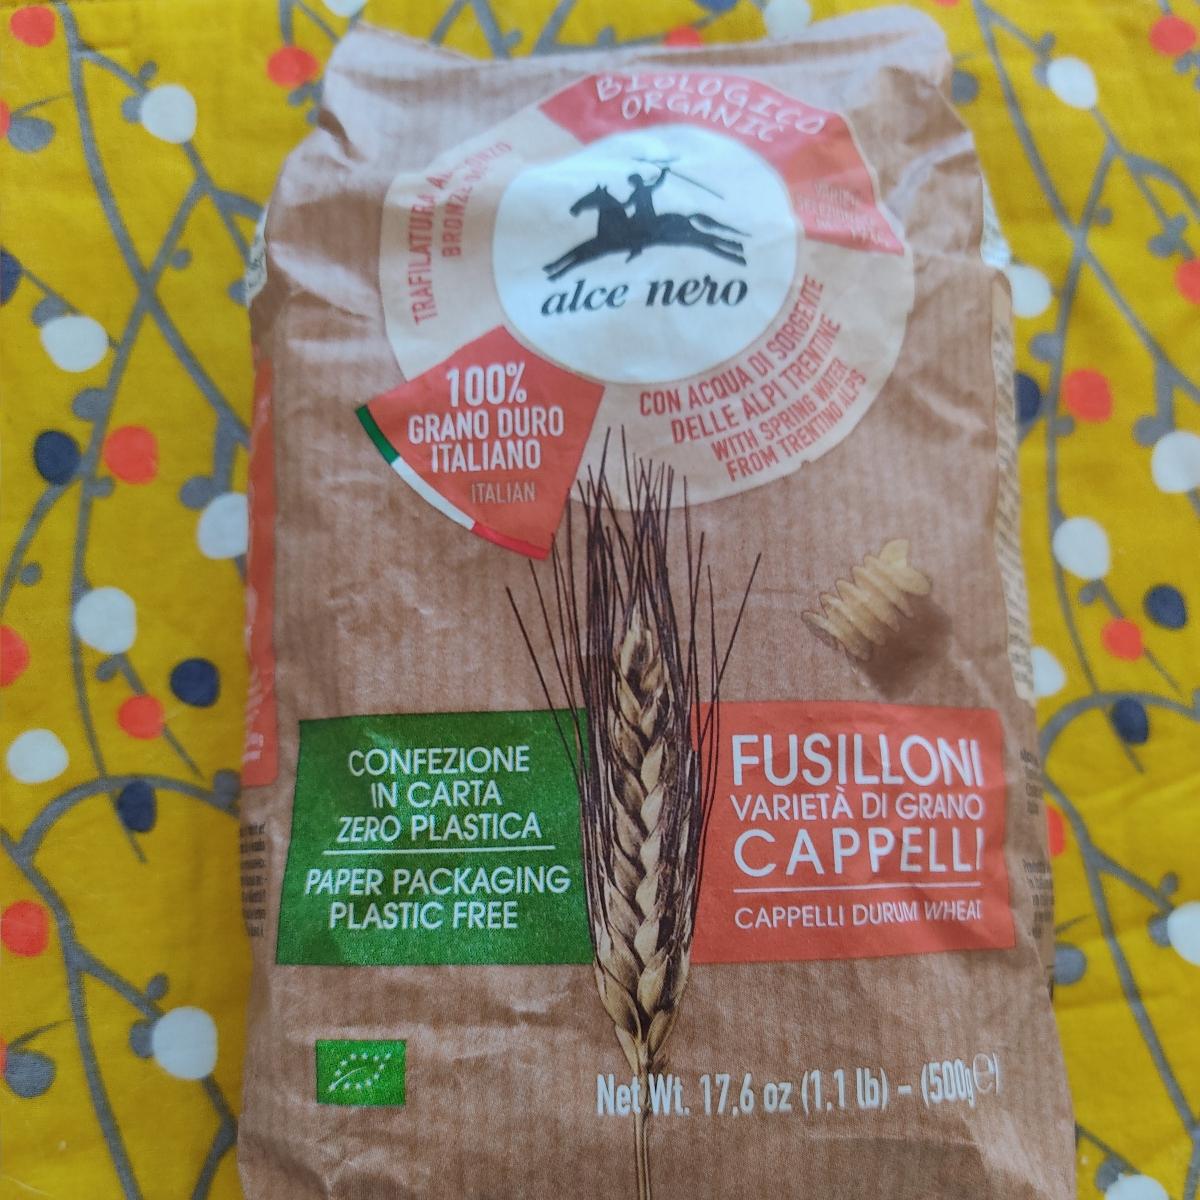 BIOLOGICO
ORGANIC
TRAFILATURA AL BRONZO
BRONZE
alce nero
100%
GRANO DURO
ITALIANO
ITALIAN
CON ACQUA DI SORGENTE
DELLE ALPI TRENTINE
WITH SPRING WATER
FROM TRENTINO ALPS
CONFEZIONE
IN CARTA
ZERO PLASTICA
PAPER PACKAGING
PLASTIC FREE
FUSILLONI
VARIETÀ DI GRANO
CAPPELLI
CAPPELLI DURUM WHEAT
Net Wt. 17,6 oz (1.1 lb) – (500g℮)